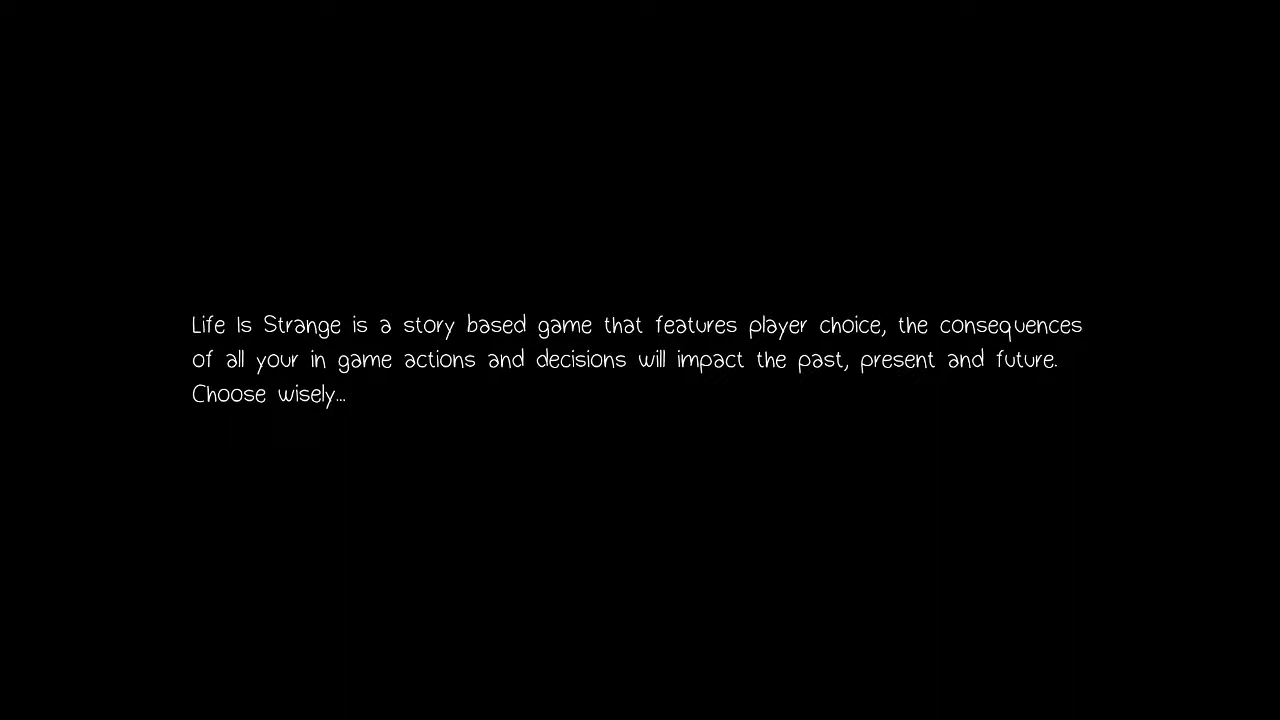 Life Is Strange is a story based game that features player choice, the consequences
of all your in game actions and decisions will impact the past, present and future.
Choose wisely...